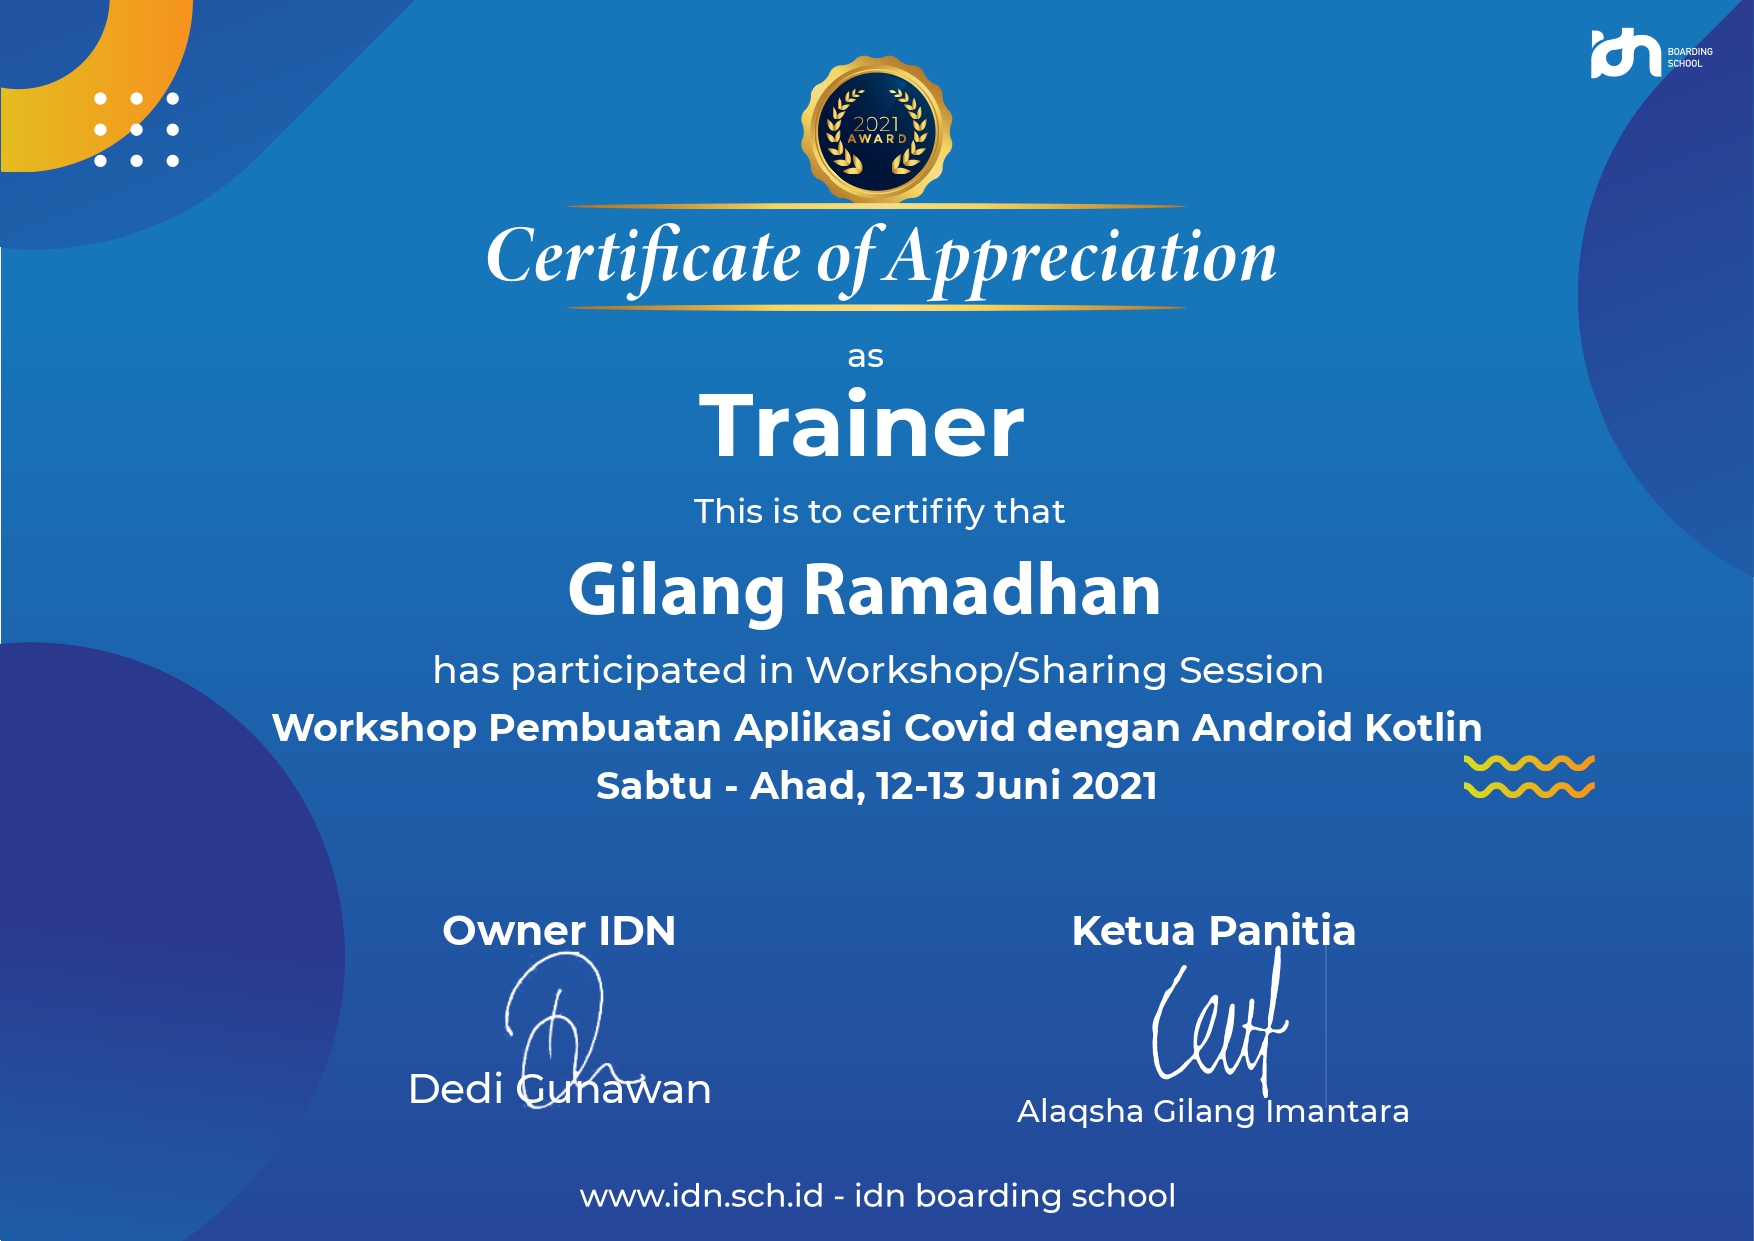 idn BOARDING
SCHOOL
2021
AWARD
Certificate of Appreciation
as
Trainer
This is to certifify that
Gilang Ramadhan
has participated in Workshop/Sharing Session
Workshop Pembuatan Aplikasi Covid dengan Android Kotlin
Sabtu - Ahad, 12-13 Juni 2021
Owner IDN
Dedi Gunawan
Ketua Panitia
Alaqsha Gilang Imantara
www.idn.sch.id - idn boarding school